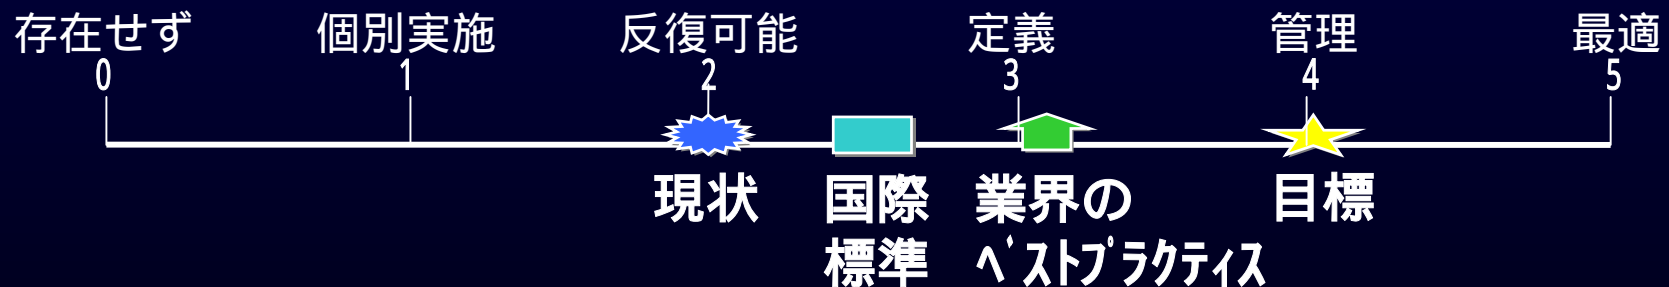 存在せず 個別実施 反復可能 定義 管理 最適
0 1 2 3 4 5
現状 国際 業界の 目標
標準 ﾍﾞｽﾄﾌﾟﾗｸﾃｨｽ